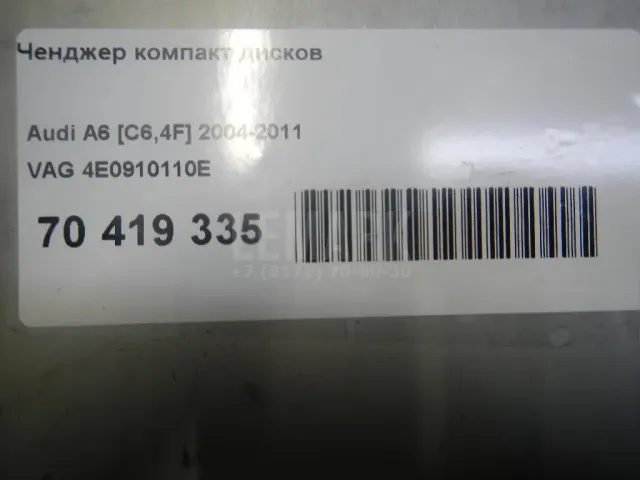 Ченджер компакт дисков
Audi A6 [C6,4F] 2004-2011
VAG 4E0910110E
70 419 335